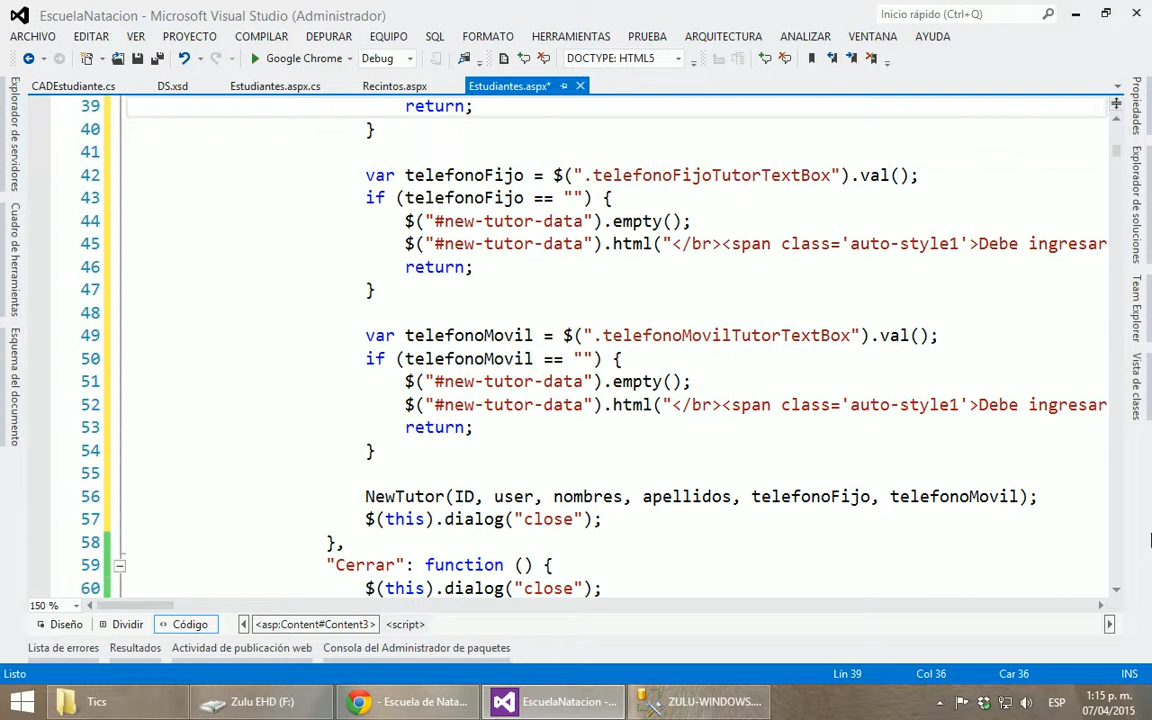 EscuelaNatacion - Microsoft Visual Studio (Administrador)
Inicio rápido (Ctrl+Q)
ARCHIVO EDITAR VER PROYECTO COMPILAR DEPURAR EQUIPO SQL FORMATO HERRAMIENTAS PRUEBA ARQUITECTURA ANALIZAR VENTANA AYUDA
Google Chrome Debug DOCTYPE: HTML5
CADEstudiante.cs DS.xsd Estudiantes.aspx.cs Recintos.aspx Estudiantes.aspx*
Explorador de servidores
Cuadro de herramientas
Esquema del documento
39 return;
40 }
41
42 var telefonoFijo = $(".telefonoFijoTutorTextBox").val();
43 if (telefonoFijo == "") {
44 $("#new-tutor-data").empty();
45 $("#new-tutor-data").html("</br><span class='auto-style1'>Debe ingresar
46 return;
47 }
48
49 var telefonoMovil = $(".telefonoMovilTutorTextBox").val();
50 if (telefonoMovil == "") {
51 $("#new-tutor-data").empty();
52 $("#new-tutor-data").html("</br><span class='auto-style1'>Debe ingresar
53 return;
54 }
55
56 NewTutor(ID, user, nombres, apellidos, telefonoFijo, telefonoMovil);
57 $(this).dialog("close");
58 },
59 "Cerrar": function () {
60 $(this).dialog("close");
Propiedades
Explorador de soluciones
Team Explorer
Vista de clases
150 %
Diseño Dividir Código <asp:Content#Content3> <script>
Lista de errores Resultados Actividad de publicación web Consola del Administrador de paquetes
Listo Lín 39 Col 36 Car 36 INS
Tics Zulu EHD (F:) - Escuela de Nata... EscuelaNatacion -... ZULU-WINDOWS.... ESP 1:15 p. m.
07/04/2015